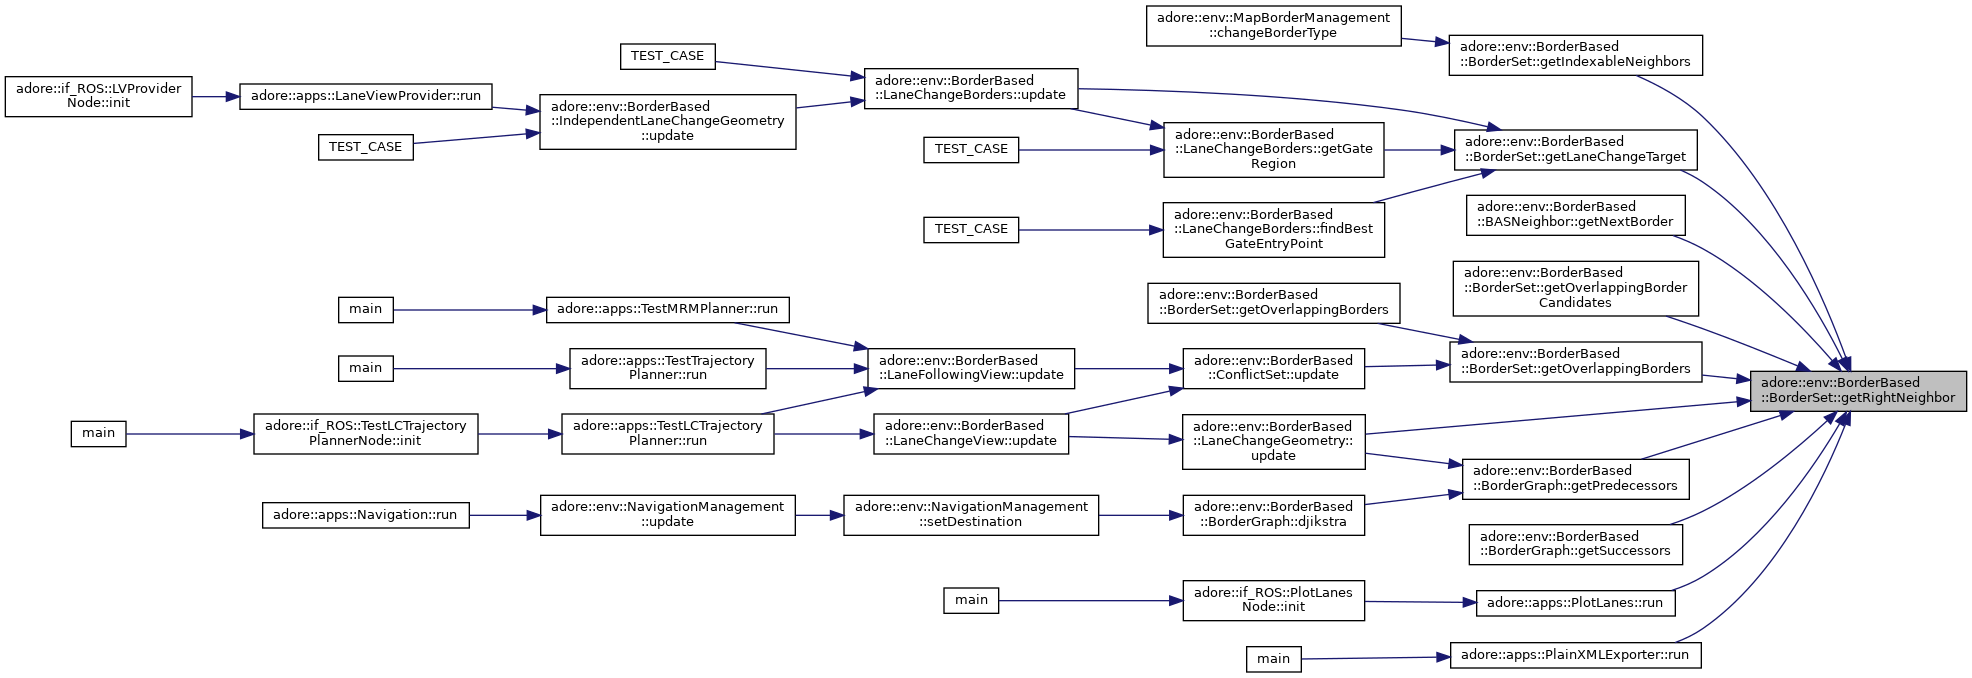 adore::env::MapBorderManagement
::changeBorderType
adore::env::BorderBased
::BorderSet::getIndexableNeighbors
TEST_CASE
adore::env::BorderBased
::LaneChangeBorders::update
adore::if_ROS::LVProvider
Node::init
adore::apps::LaneViewProvider::run
adore::env::BorderBased
::IndependentLaneChangeGeometry
::update
TEST_CASE
adore::env::BorderBased
::LaneChangeBorders::getGate
Region
TEST_CASE
adore::env::BorderBased
::BorderSet::getLaneChangeTarget
adore::env::BorderBased
::BASNeighbor::getNextBorder
TEST_CASE
adore::env::BorderBased
::LaneChangeBorders::findBest
GateEntryPoint
adore::env::BorderBased
::BorderSet::getOverlappingBorder
Candidates
main
adore::apps::TestMRMPlanner::run
adore::env::BorderBased
::BorderSet::getOverlappingBorders
main
adore::apps::TestTrajectory
Planner::run
adore::env::BorderBased
::LaneFollowingView::update
adore::env::BorderBased
::ConflictSet::update
adore::env::BorderBased
::BorderSet::getOverlappingBorders
adore::env::BorderBased
::BorderSet::getRightNeighbor
main
adore::if_ROS::TestLCTrajectory
PlannerNode::init
adore::apps::TestLCTrajectory
Planner::run
adore::env::BorderBased
::LaneChangeView::update
adore::env::BorderBased
::LaneChangeGeometry::
update
adore::env::BorderBased
::BorderGraph::getPredecessors
adore::apps::Navigation::run
adore::env::NavigationManagement
::update
adore::env::NavigationManagement
::setDestination
adore::env::BorderBased
::BorderGraph::djikstra
adore::env::BorderBased
::BorderGraph::getSuccessors
main
adore::if_ROS::PlotLanes
Node::init
adore::apps::PlotLanes::run
main
adore::apps::PlainXMLExporter::run